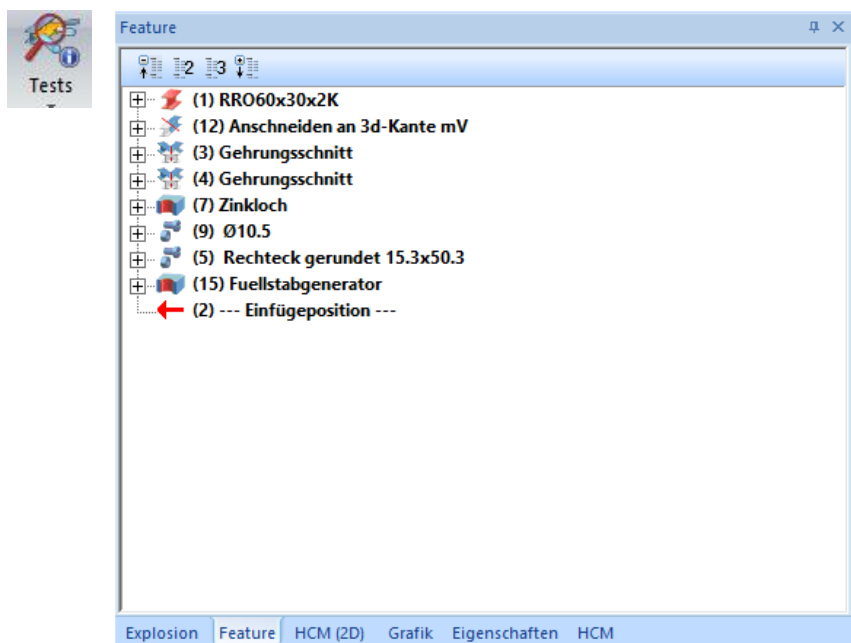 Tests
Feature
2 3
(1) RRO60x30x2K
(12) Anschneiden an 3d-Kante mV
(3) Gehrungsschnitt
(4) Gehrungsschnitt
(7) Zinkloch
(9) Ø10.5
(5) Rechteck gerundet 15.3x50.3
(15) Fuellstabgenerator
(2) --- Einfügeposition ---
Explosion Feature HCM (2D) Grafik Eigenschaften HCM